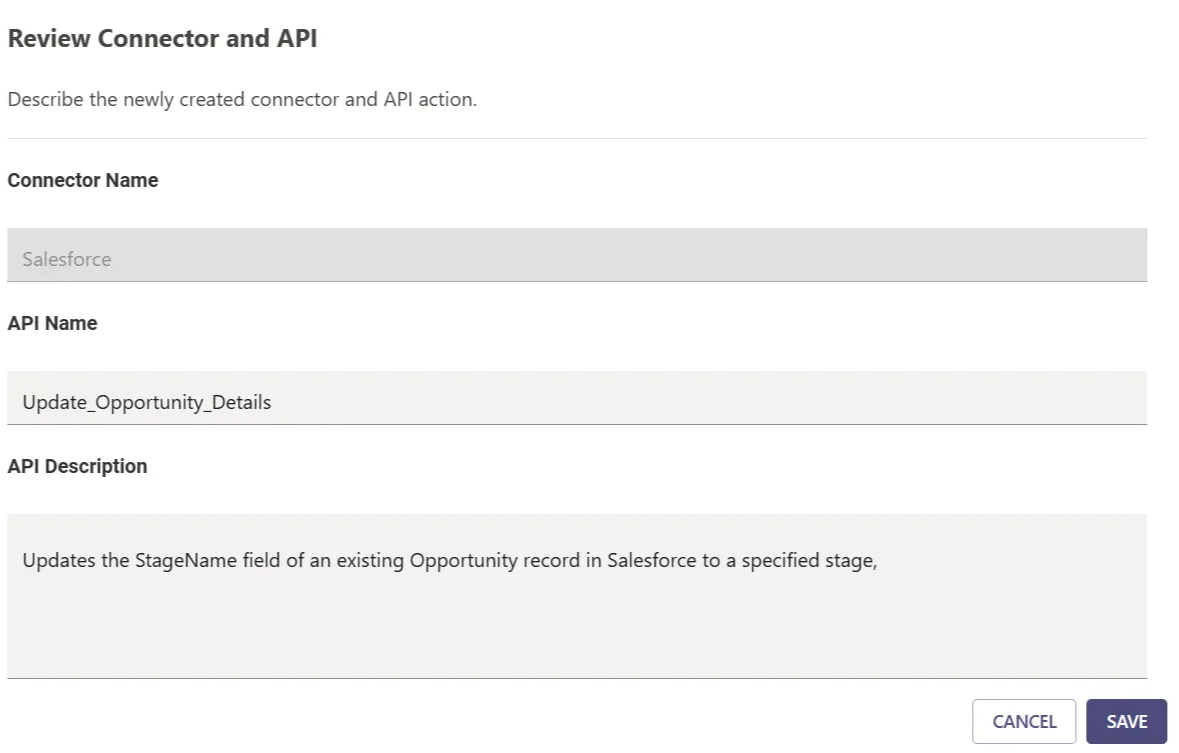 Review Connector and API
Describe the newly created connector and API action.
Connector Name
Salesforce
API Name
Update_Opportunity_Details
API Description
Updates the StageName field of an existing Opportunity record in Salesforce to a specified stage,
CANCEL SAVE